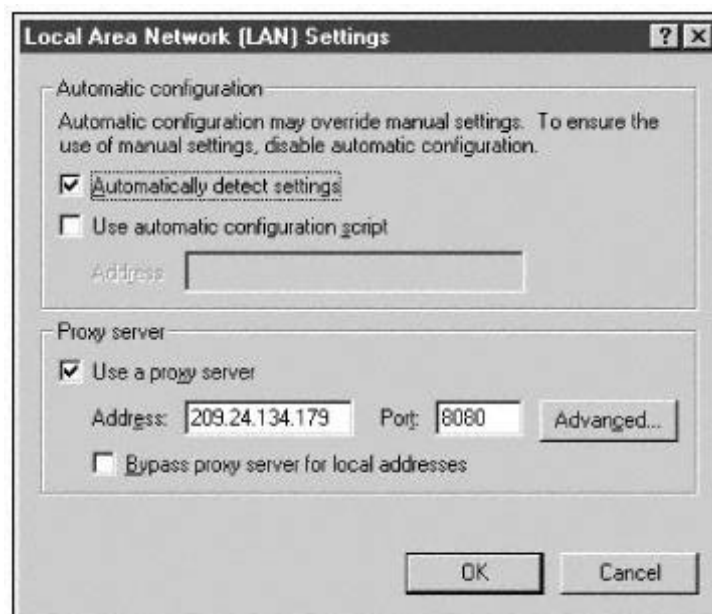 Local Area Network (LAN) Settings
Automatic configuration
Automatic configuration may override manual settings. To ensure the
use of manual settings, disable automatic configuration.
Automatically detect settings
Use automatic configuration script
Address
Proxy server
Use a proxy server
Address: 209.24.134.179 Port: 8080 Advanced...
Bypass proxy server for local addresses
OK Cancel